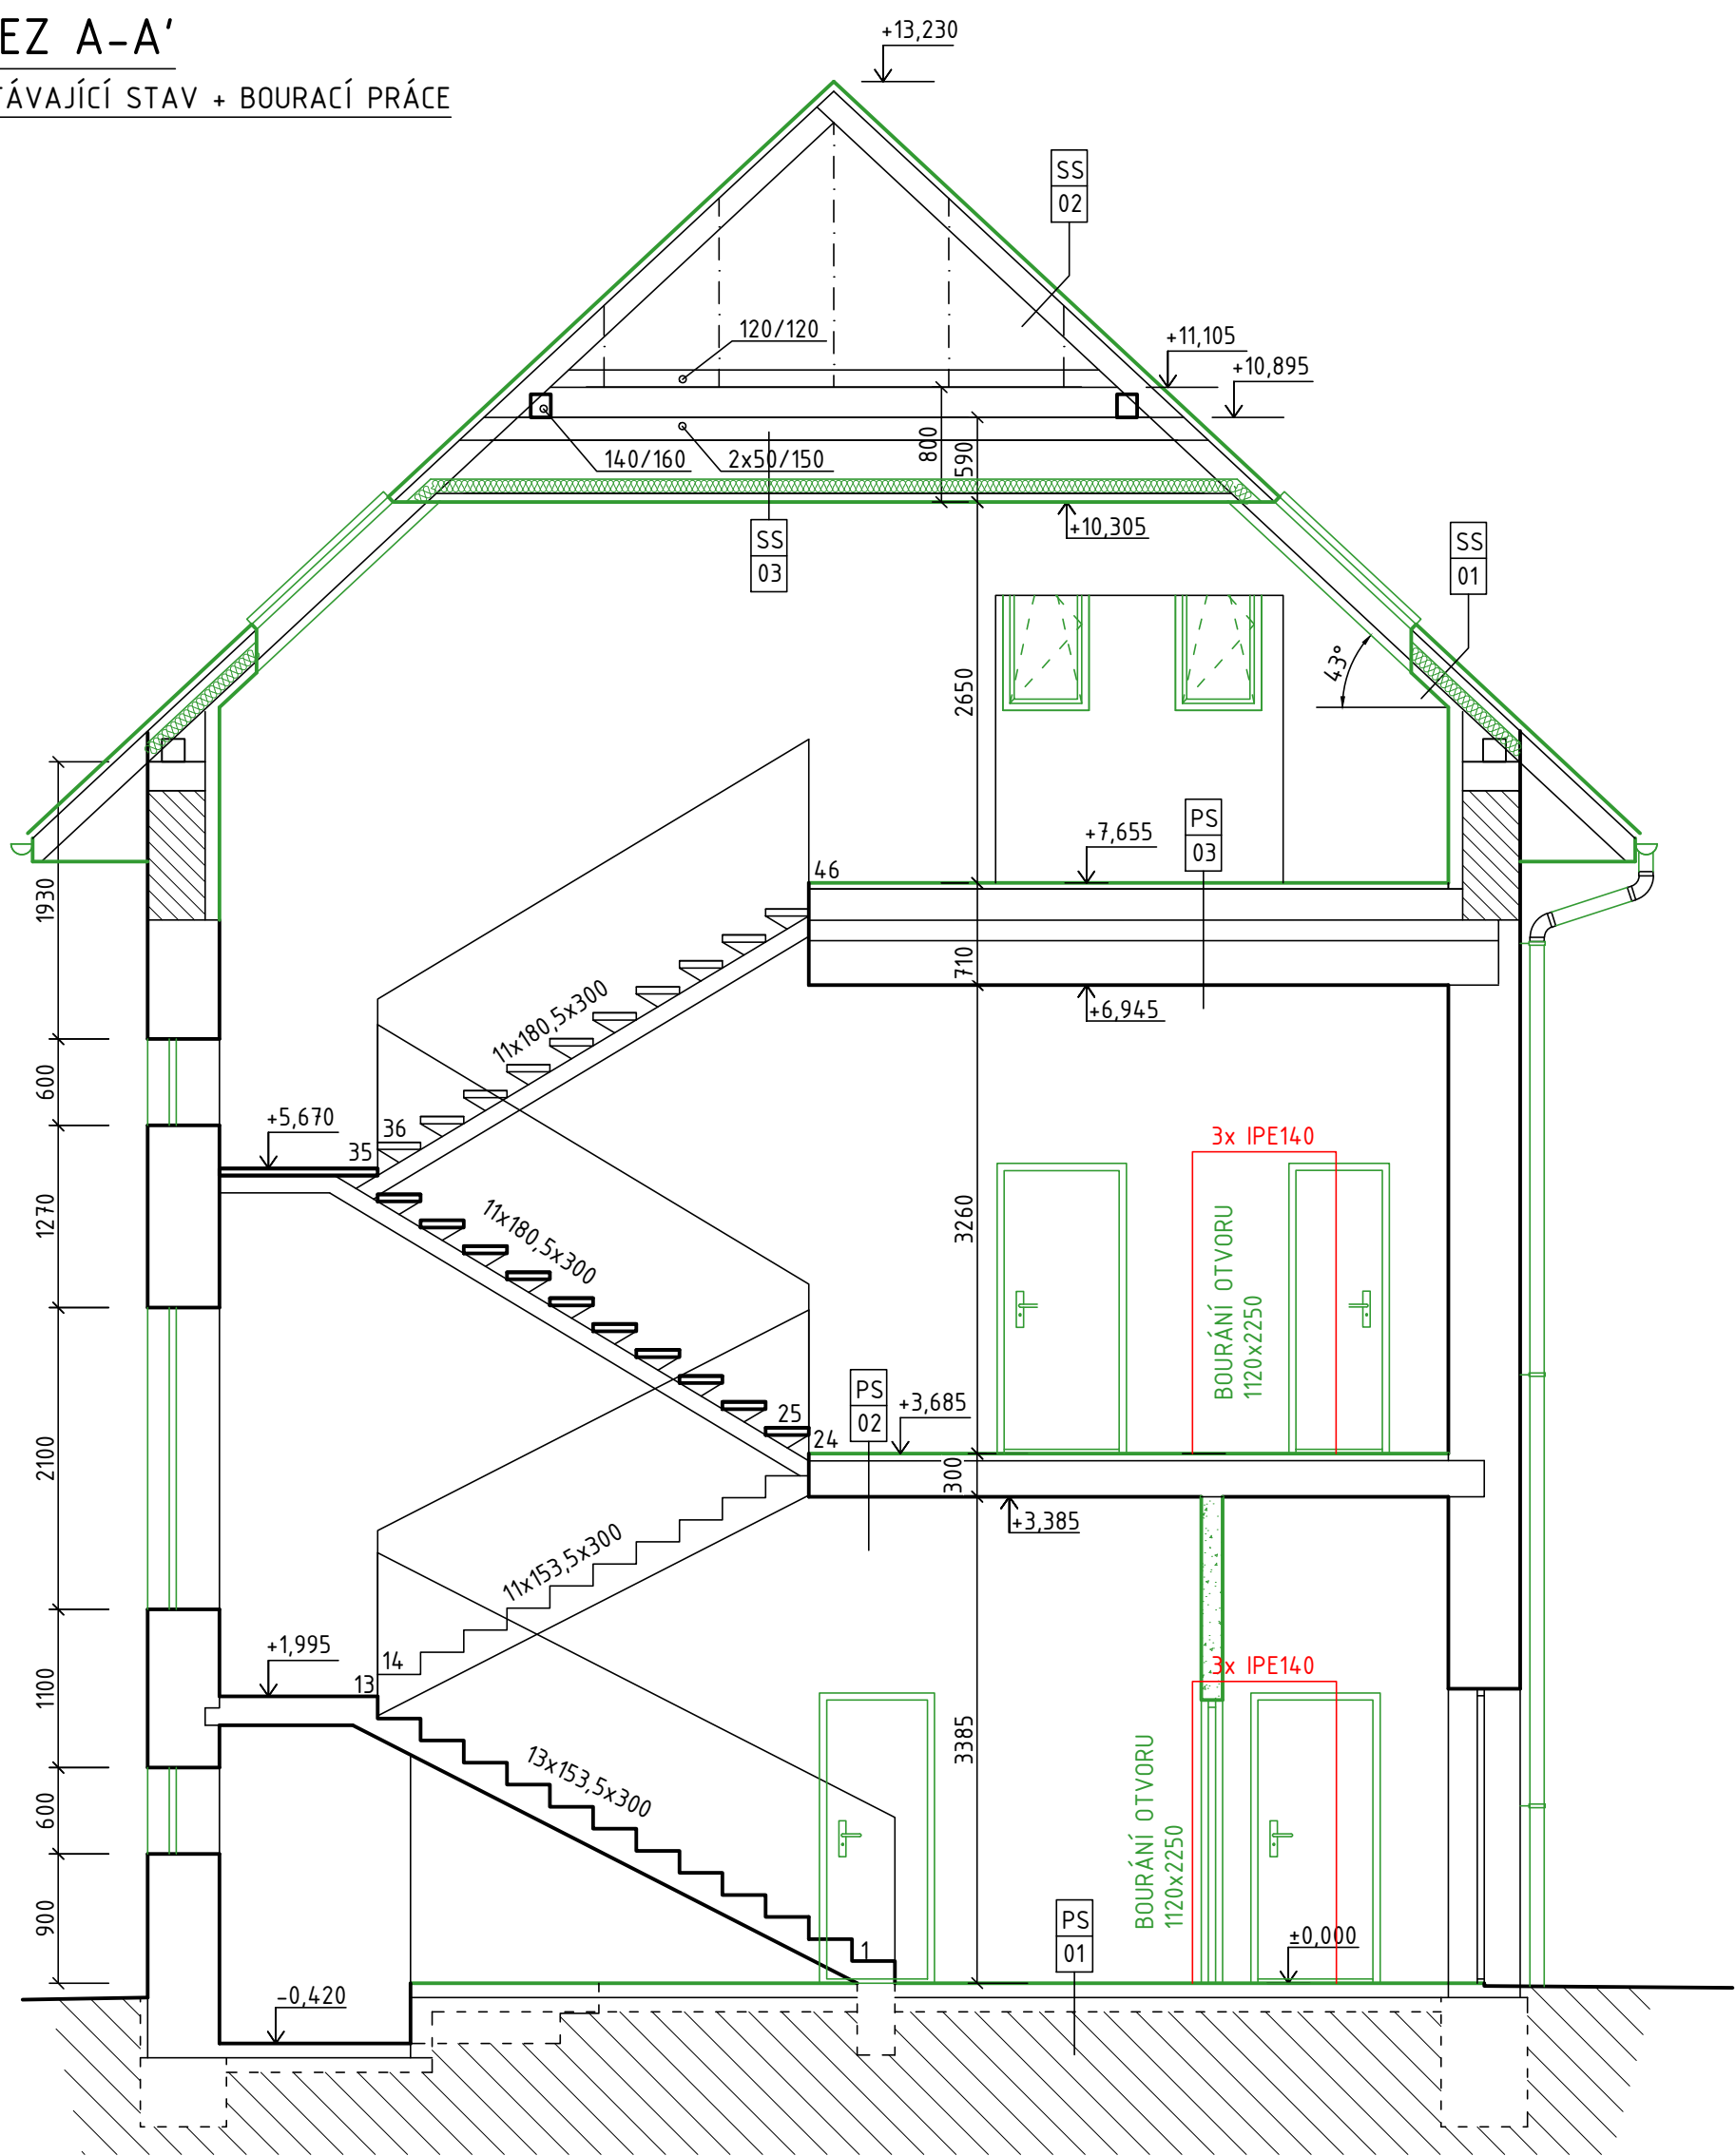 EZ A-A'
TÁVAJÍCÍ STAV + BOURACÍ PRÁCE
+13,230
SS
02
120/120
+11,105
+10,895
800
590
140/160
2x50/150
+10,305
SS
03
SS
01
43°
2650
+7,655
PS
03
46
1930
710
+6,945
11x180,5x300
600
+5,670
36
35
3x IPE140
1270
11x180,5x300
3260
BOURÁNÍ OTVORU
1120x2250
PS
02
+3,685
25
24
2100
300
+3,385
11x153,5x300
+1,995
14
13
3x IPE140
1100
3385
13x153,5x300
BOURÁNÍ OTVORU
1120x2250
600
900
1
PS
01
±0,000
-0,420